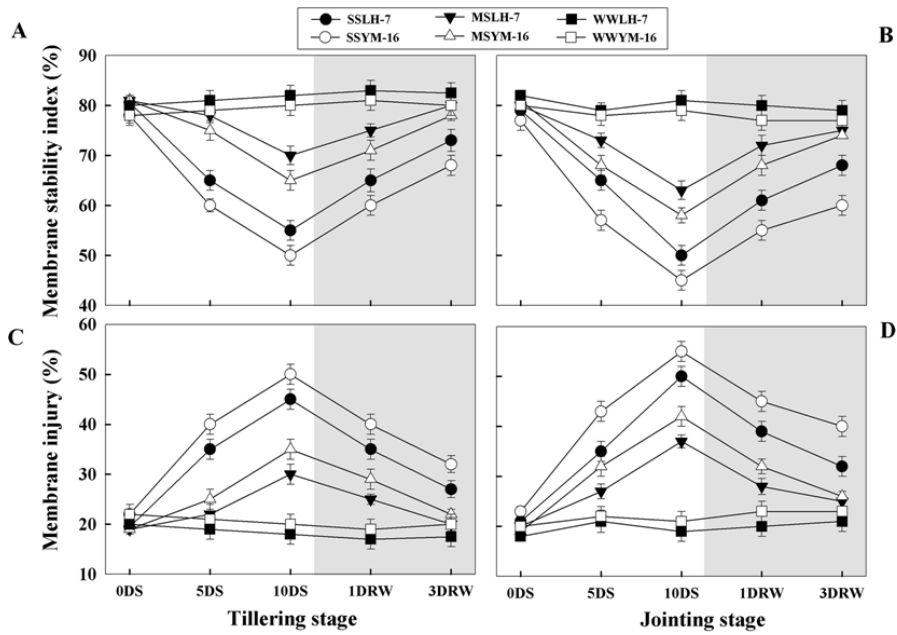 SSLH-7 MSLH-7 WWLH-7
SSYM-16 MSYM-16 WWYM-16
A
B
Membrane stability index (%)
90
80
70
60
50
40
C
D
Membrane injury (%)
60
50
40
30
20
10
0DS 5DS 10DS 1DRW 3DRW
0DS 5DS 10DS 1DRW 3DRW
Tillering stage
Jointing stage